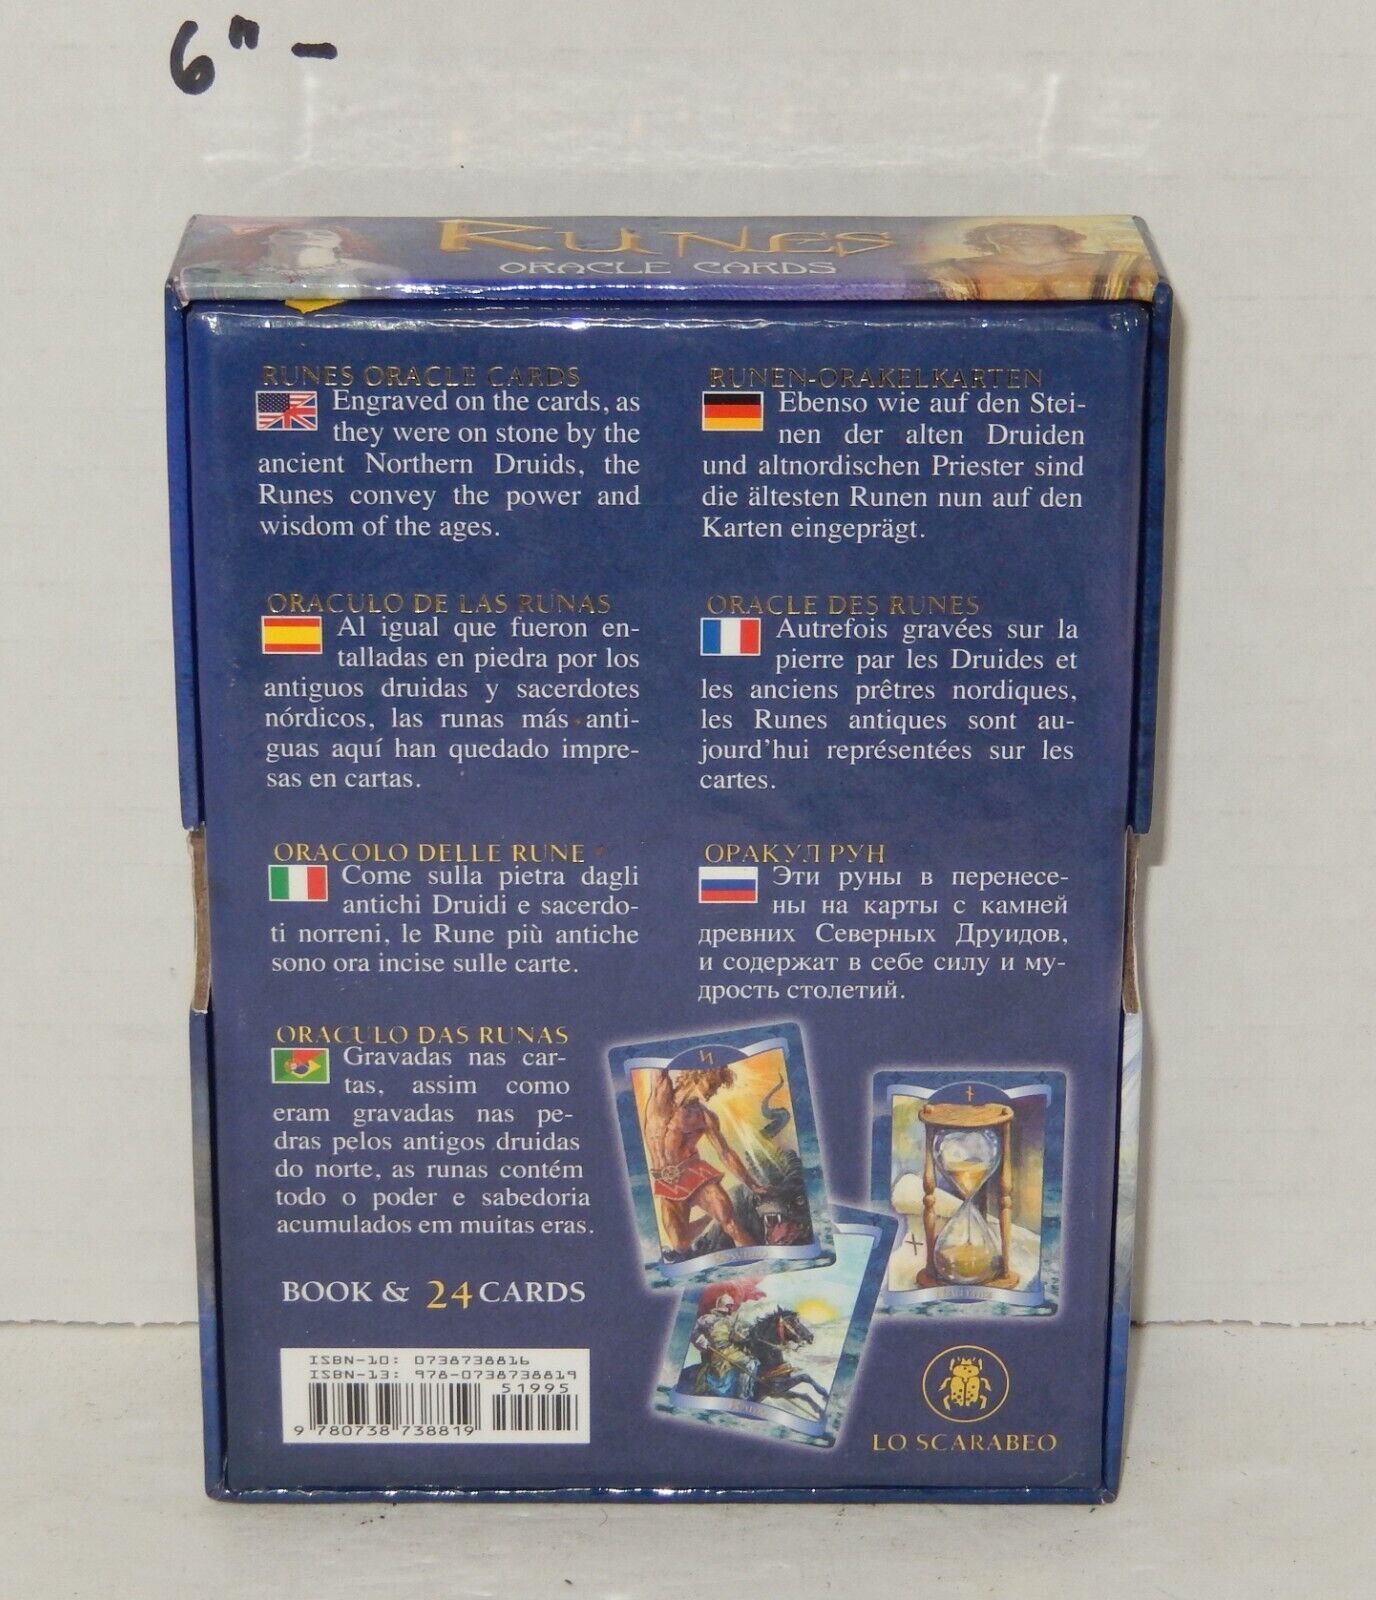 6" -
RUNES
ORACLE CARDS
RUNES ORACLE CARDS
Engraved on the cards, as
they were on stone by the
ancient Northern Druids, the
Runes convey the power and
wisdom of the ages.
RUNEN-ORAKELKARTEN
Ebenso wie auf den Stei-
nen der alten Druiden
und altnordischen Priester sind
die ältesten Runen nun auf den
Karten eingeprägt.
ORACULO DE LAS RUNAS
Al igual que fueron en-
talladas en piedra por los
antiguos druidas y sacerdotes
nórdicos, las runas más anti-
guas aquí han quedado impre-
sas en cartas.
ORACLE DES RUNES
Autrefois gravées sur la
pierre par les Druides et
les anciens prêtres nordiques,
les Runes antiques sont au-
jourd'hui représentées sur les
cartes.
ORACOLO DELLE RUNE
Come sulla pietra dagli
antichi Druidi e sacerdo-
ti norreni, le Rune più antiche
sono ora incise sulle carte.
ОРАКУЛ РУН
Эти руны в перенесе-
ны на карты с камней
древних Северных Друидов,
и содержат в себе силу и му-
дрость столетий.
ORACULO DAS RUNAS
Gravadas nas car-
tas, assim como
eram gravadas nas pe-
dras pelos antigos druidas
do norte, as runas contém
todo o poder e sabedoria
acumulados em muitas eras.
BOOK & 24 CARDS
ISBN-10: 0738738816
ISBN-13: 978-0738738819
51995
9 780738 738819
LO SCARABEO